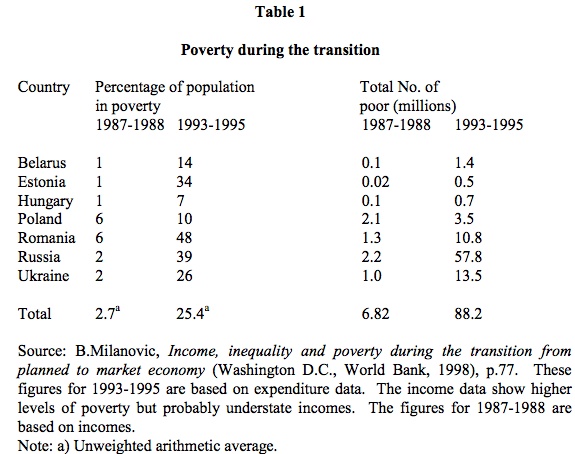 Table 1
Poverty during the transition
Country Percentage of population Total No. of
in poverty poor (millions)
1987-1988 1993-1995 1987-1988 1993-1995
Belarus 1 14 0.1 1.4
Estonia 1 34 0.02 0.5
Hungary 1 7 0.1 0.7
Poland 6 10 2.1 3.5
Romania 6 48 1.3 10.8
Russia 2 39 2.2 57.8
Ukraine 2 26 1.0 13.5
Total 2.7ª 25.4ª 6.82 88.2
Source: B.Milanovic, Income, inequality and poverty during the transition from
planned to market economy (Washington D.C., World Bank, 1998), p.77. These
figures for 1993-1995 are based on expenditure data. The income data show higher
levels of poverty but probably understate incomes. The figures for 1987-1988 are
based on incomes.
Note: a) Unweighted arithmetic average.